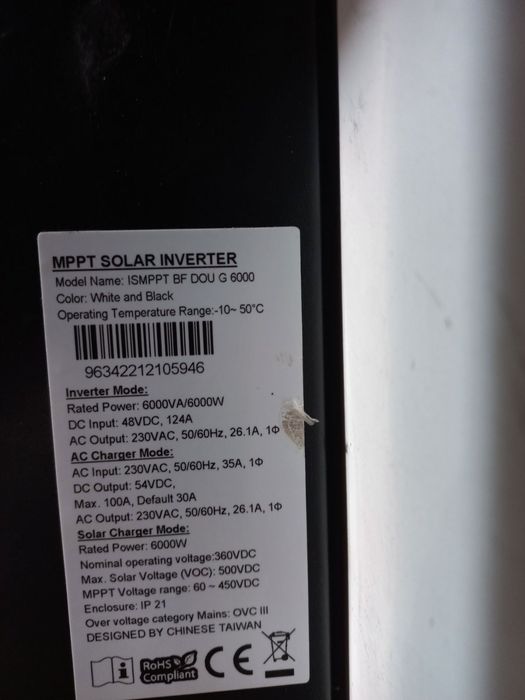 MPPT SOLAR INVERTER
Model Name: ISMPPT BF DOU G 6000
Color: White and Black
Operating Temperature Range:-10~ 50°C
96342212105946
Inverter Mode:
Rated Power: 6000VA/6000W
DC Input: 48VDC, 124A
AC Output: 230VAC, 50/60Hz, 26.1A, 1Φ
AC Charger Mode:
AC Input: 230VAC, 50/60Hz, 35A, 1Φ
DC Output: 54VDC,
Max. 100A, Default 30A
AC Output: 230VAC, 50/60Hz, 26.1A, 1Φ
Solar Charger Mode:
Rated Power: 6000W
Nominal operating voltage:360VDC
Max. Solar Voltage (VOC): 500VDC
MPPT Voltage range: 60 ~ 450VDC
Enclosure: IP 21
Over voltage category Mains: OVC III
DESIGNED BY CHINESE TAIWAN
i RoHS CE
Compliant